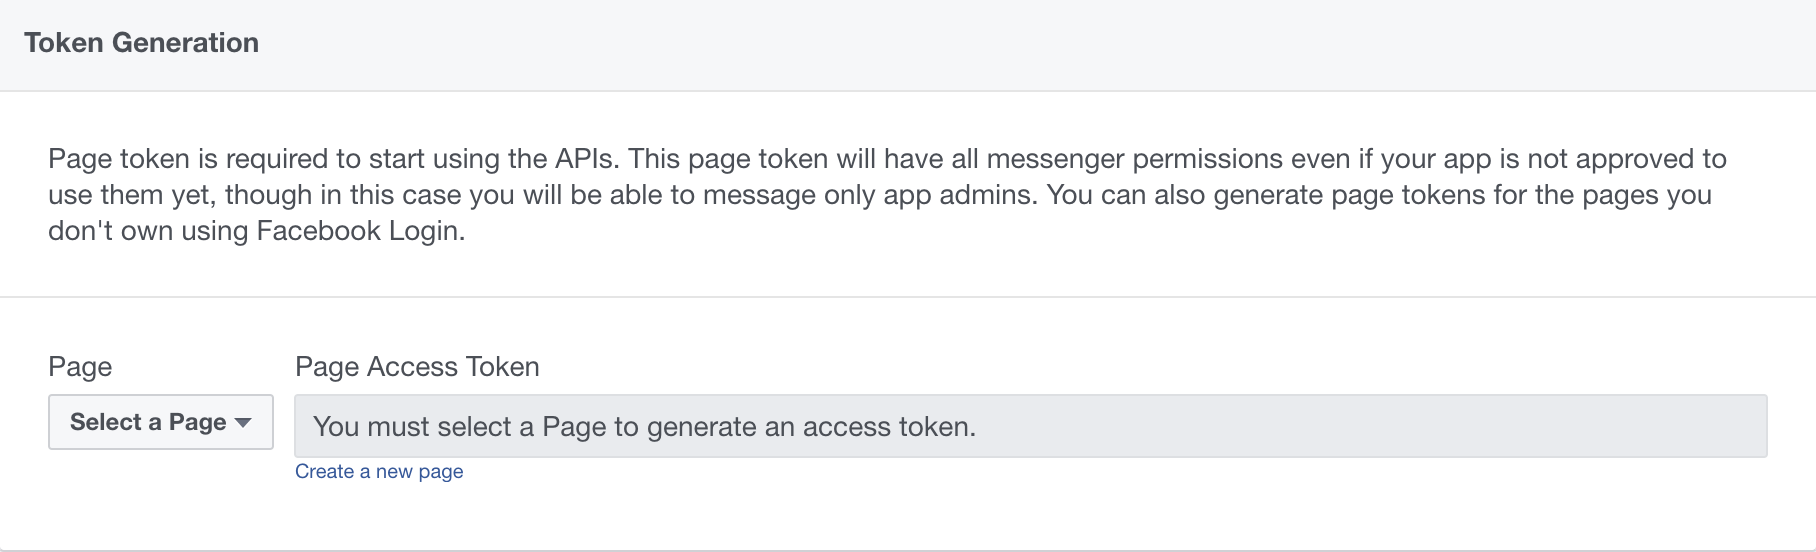 Token Generation
Page token is required to start using the APIs. This page token will have all messenger permissions even if your app is not approved to
use them yet, though in this case you will be able to message only app admins. You can also generate page tokens for the pages you
don't own using Facebook Login.
Page
Page Access Token
Select a Page
You must select a Page to generate an access token.
Create a new page